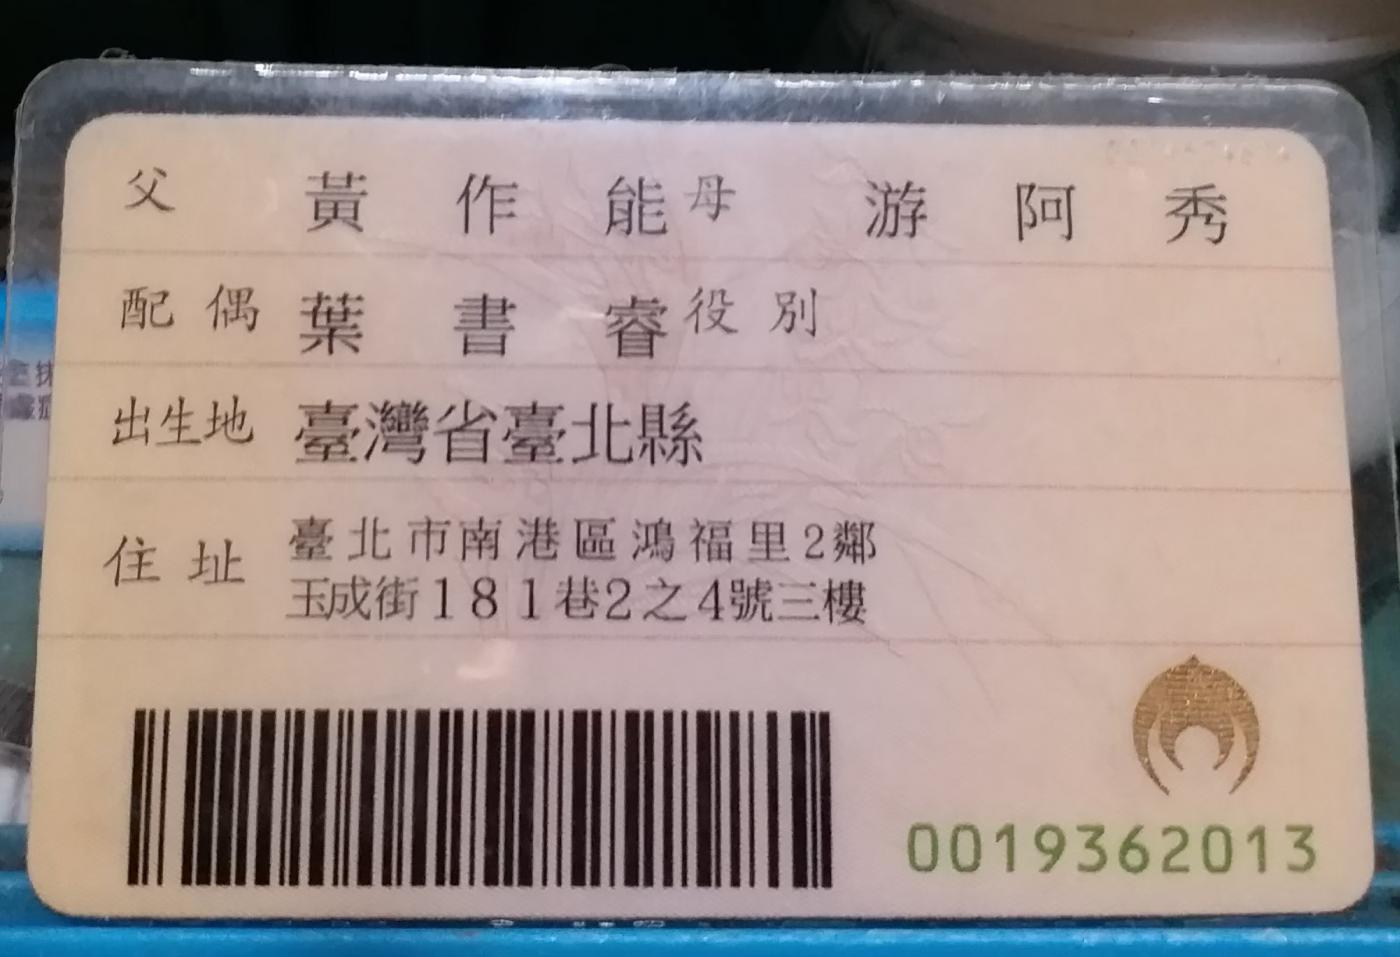 父 黃作能 母 游阿秀
配偶 葉書睿 役別
出生地 臺灣省臺北縣
住址 臺北市南港區鴻福里2鄰
玉成街181巷2之4號三樓
0019362013